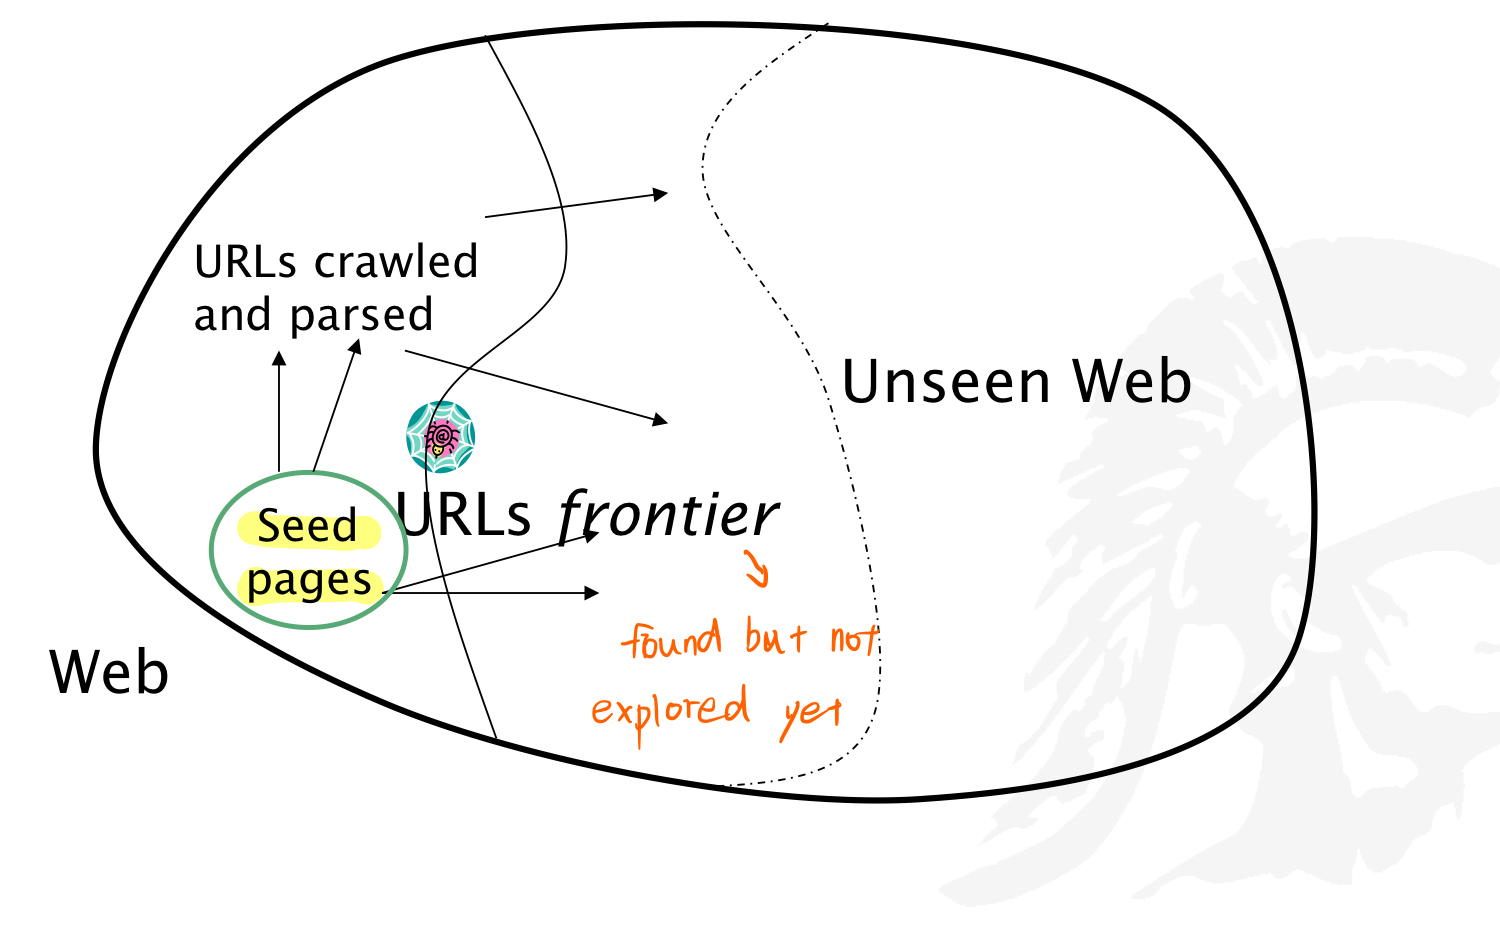 URLs crawled
and parsed
Unseen Web
URLs frontier
Seed
pages
found but not
explored yet
Web